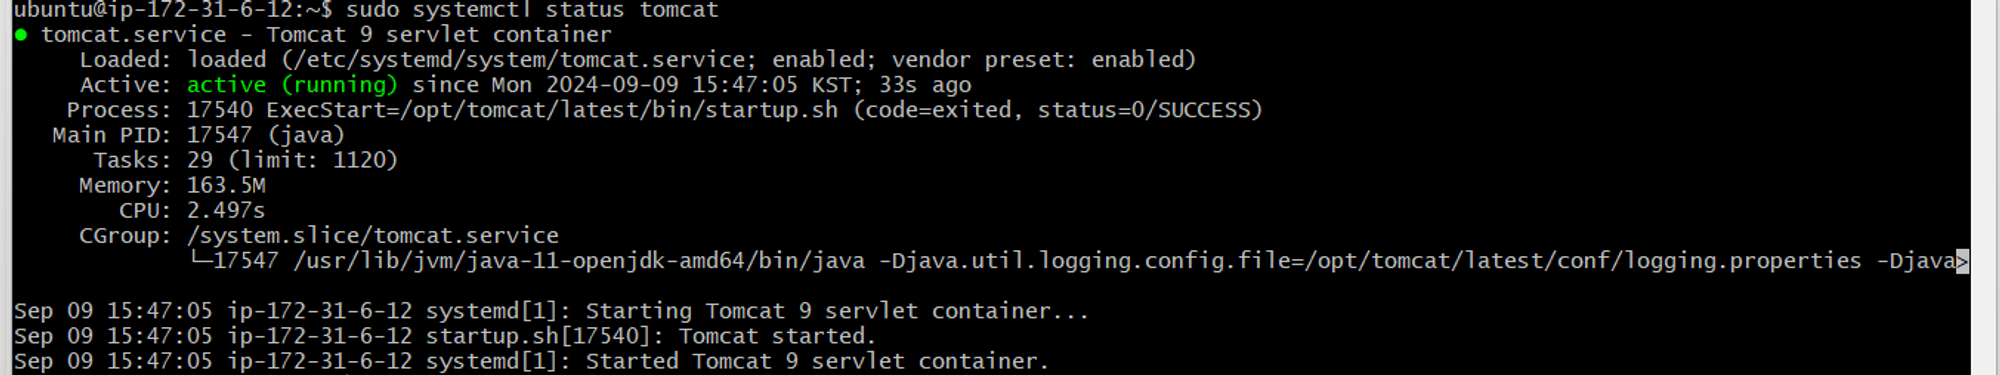 ubuntu@ip-172-31-6-12:~$ sudo systemctl status tomcat
● tomcat.service - Tomcat 9 servlet container
Loaded: loaded (/etc/systemd/system/tomcat.service; enabled; vendor preset: enabled)
Active: active (running) since Mon 2024-09-09 15:47:05 KST; 33s ago
Process: 17540 ExecStart=/opt/tomcat/latest/bin/startup.sh (code=exited, status=0/SUCCESS)
Main PID: 17547 (java)
Tasks: 29 (limit: 1120)
Memory: 163.5M
CPU: 2.497s
CGroup: /system.slice/tomcat.service
└─17547 /usr/lib/jvm/java-11-openjdk-amd64/bin/java -Djava.util.logging.config.file=/opt/tomcat/latest/conf/logging.properties -Djava>
Sep 09 15:47:05 ip-172-31-6-12 systemd[1]: Starting Tomcat 9 servlet container...
Sep 09 15:47:05 ip-172-31-6-12 startup.sh[17540]: Tomcat started.
Sep 09 15:47:05 ip-172-31-6-12 systemd[1]: Started Tomcat 9 servlet container.